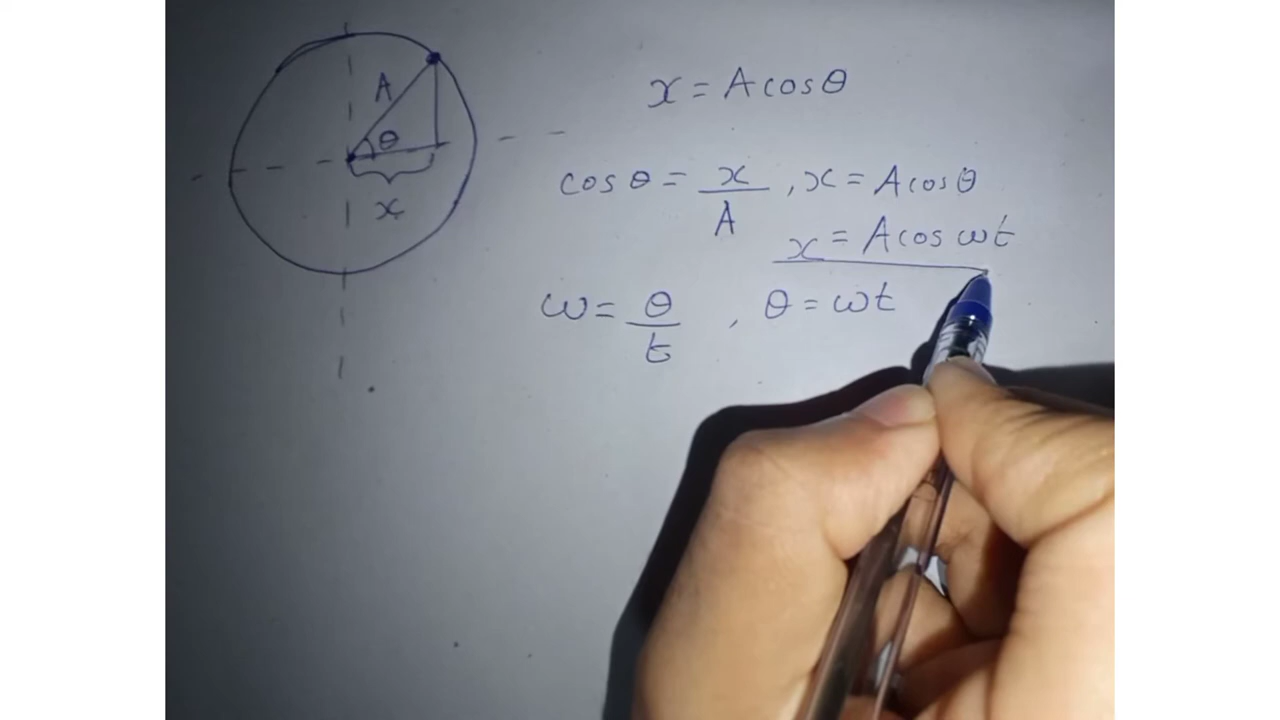 A
θ
x
x = A cos θ
cos θ = x/A , x = A cos θ
x = A cos ωt
ω = θ/t , θ = ωt